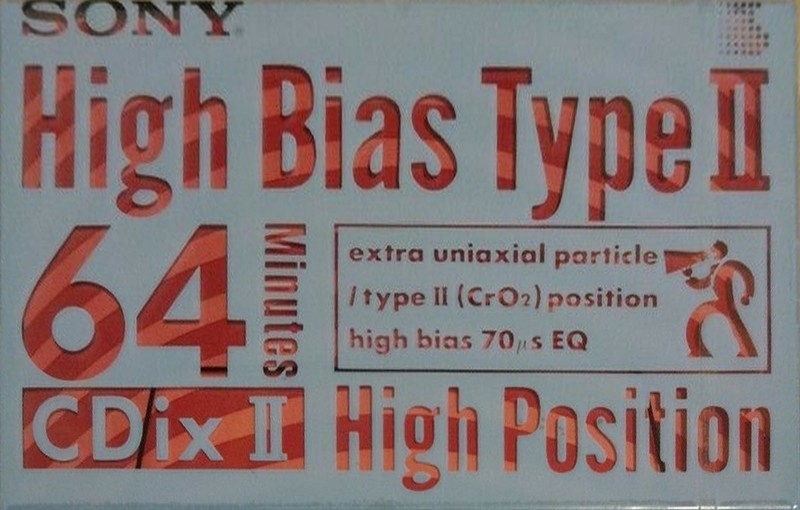 SONY
High Bias Type II
64 Minutes
extra uniaxial particle
/ type II (CrO2) position
high bias 70μs EQ
CDix II
High Position